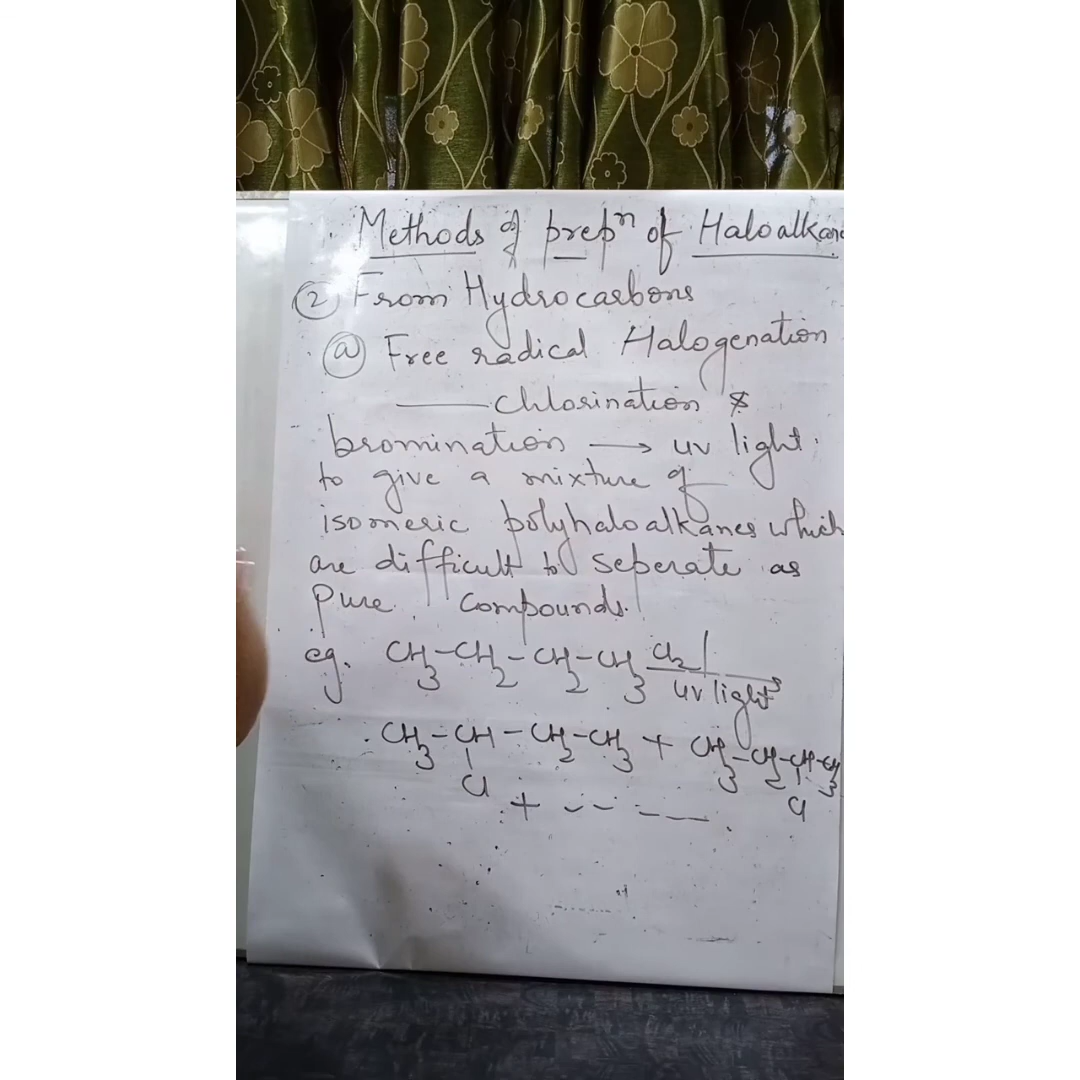 Methods of prepⁿ of Haloalkane
② From Hydrocarbons
ⓐ Free radical Halogenation
—— chlorination &
bromination → uv light.
to give a mixture of
isomeric polyhaloalkanes which
are difficult to seperate as
pure compounds.
eg. CH₃-CH₂-CH₂-CH₃ Cl₂/ uv light →
CH₃-CH-CH₂-CH₃ + CH₃-CH₂-CH-CH₃
Cl Cl
+ -- -- .